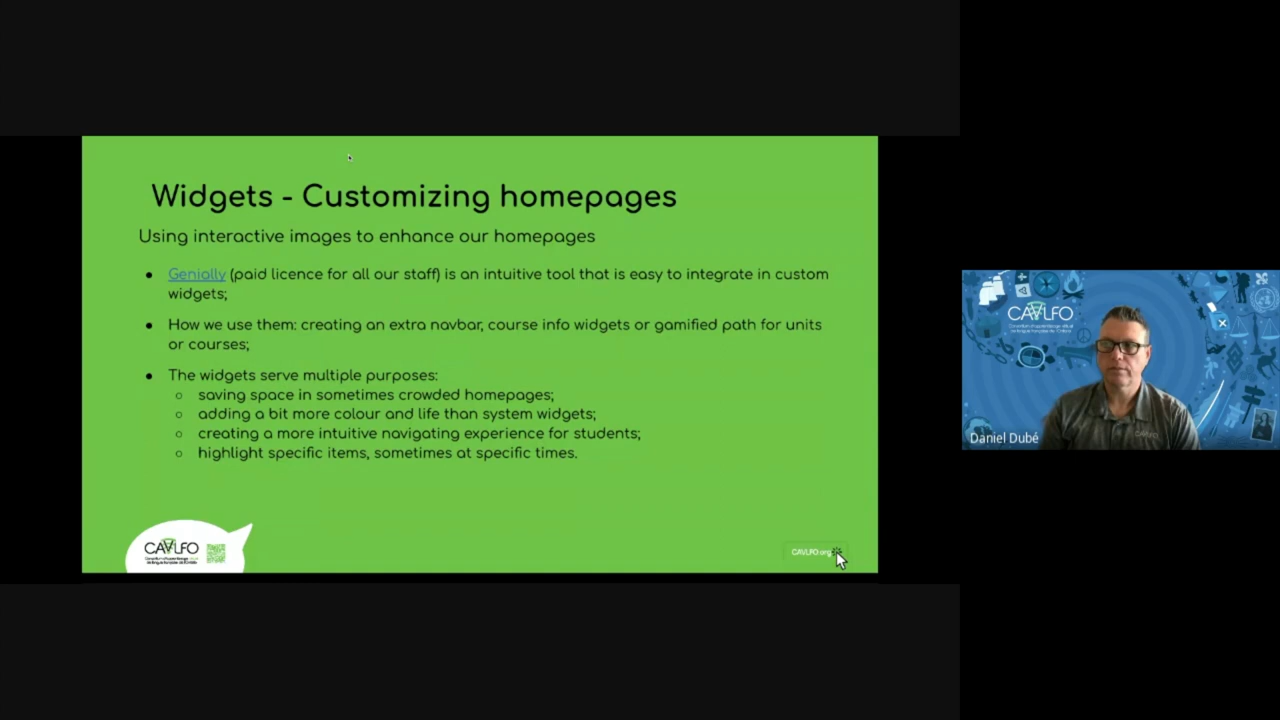 Widgets - Customizing homepages
Using interactive images to enhance our homepages
● Genially (paid licence for all our staff) is an intuitive tool that is easy to integrate in custom
widgets;
● How we use them: creating an extra navbar, course info widgets or gamified path for units
or courses;
● The widgets serve multiple purposes:
○ saving space in sometimes crowded homepages;
○ adding a bit more colour and life than system widgets;
○ creating a more intuitive navigating experience for students;
○ highlight specific items, sometimes at specific times.
CAVLFO
CAVLFO.org
CAVLFO
Daniel Dubé